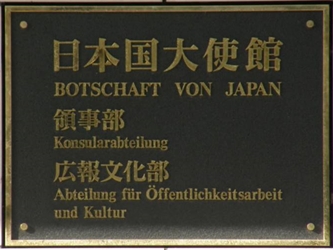 日本国大使館
BOTSCHAFT VON JAPAN
領事部
Konsularabteilung
広報文化部
Abteilung für Öffentlichkeitsarbeit
und Kultur